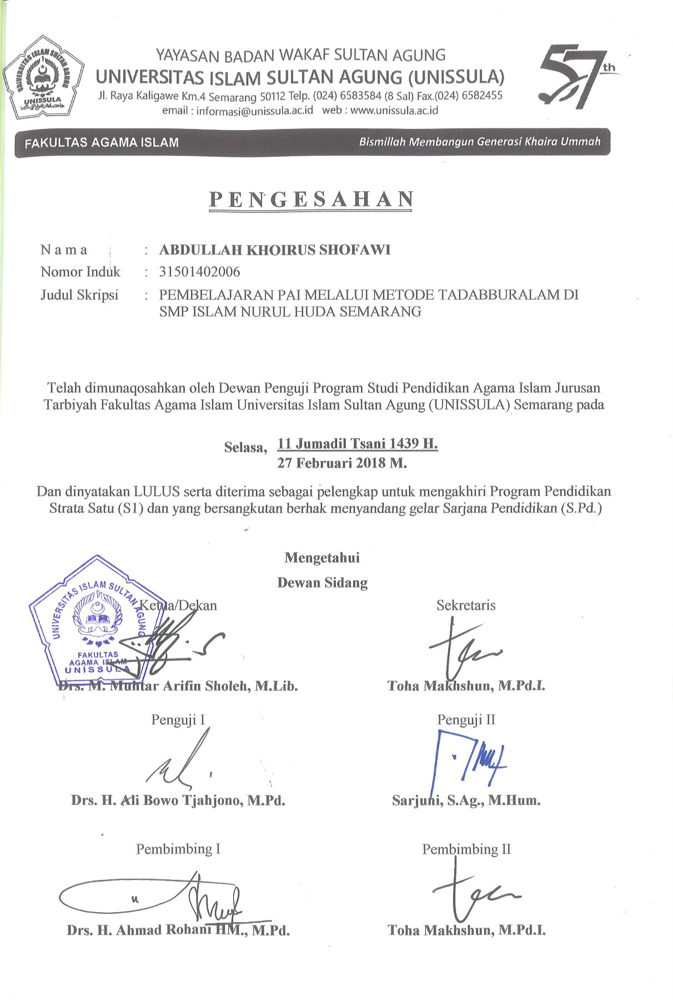 UNIVERSITAS ISLAM SULTAN AGUNG
UNISSULA
YAYASAN BADAN WAKAF SULTAN AGUNG
UNIVERSITAS ISLAM SULTAN AGUNG (UNISSULA)
Jl. Raya Kaligawe Km.4 Semarang 50112 Telp. (024) 6583584 (8 Sal) Fax.(024) 6582455
email : informasi@unissula.ac.id web : www.unissula.ac.id
57th
FAKULTAS AGAMA ISLAM Bismillah Membangun Generasi Khaira Ummah
PENGESAHAN
Nama : ABDULLAH KHOIRUS SHOFAWI
Nomor Induk : 31501402006
Judul Skripsi : PEMBELAJARAN PAI MELALUI METODE TADABBURALAM DI
SMP ISLAM NURUL HUDA SEMARANG
Telah dimunaqosahkan oleh Dewan Penguji Program Studi Pendidikan Agama Islam Jurusan
Tarbiyah Fakultas Agama Islam Universitas Islam Sultan Agung (UNISSULA) Semarang pada
Selasa, 11 Jumadil Tsani 1439 H.
27 Februari 2018 M.
Dan dinyatakan LULUS serta diterima sebagai pelengkap untuk mengakhiri Program Pendidikan
Strata Satu (S1) dan yang bersangkutan berhak menyandang gelar Sarjana Pendidikan (S.Pd.)
Mengetahui
Dewan Sidang
Ketua/Dekan Sekretaris
UNIVERSITAS ISLAM SULTAN AGUNG
FAKULTAS
AGAMA ISLAM
UNISSULA
Drs. M. Muhtar Arifin Sholeh, M.Lib. Toha Makhshun, M.Pd.I.
Penguji I Penguji II
Drs. H. Ali Bowo Tjahjono, M.Pd. Sarjuni, S.Ag., M.Hum.
Pembimbing I Pembimbing II
Drs. H. Ahmad Rohani HM., M.Pd. Toha Makhshun, M.Pd.I.